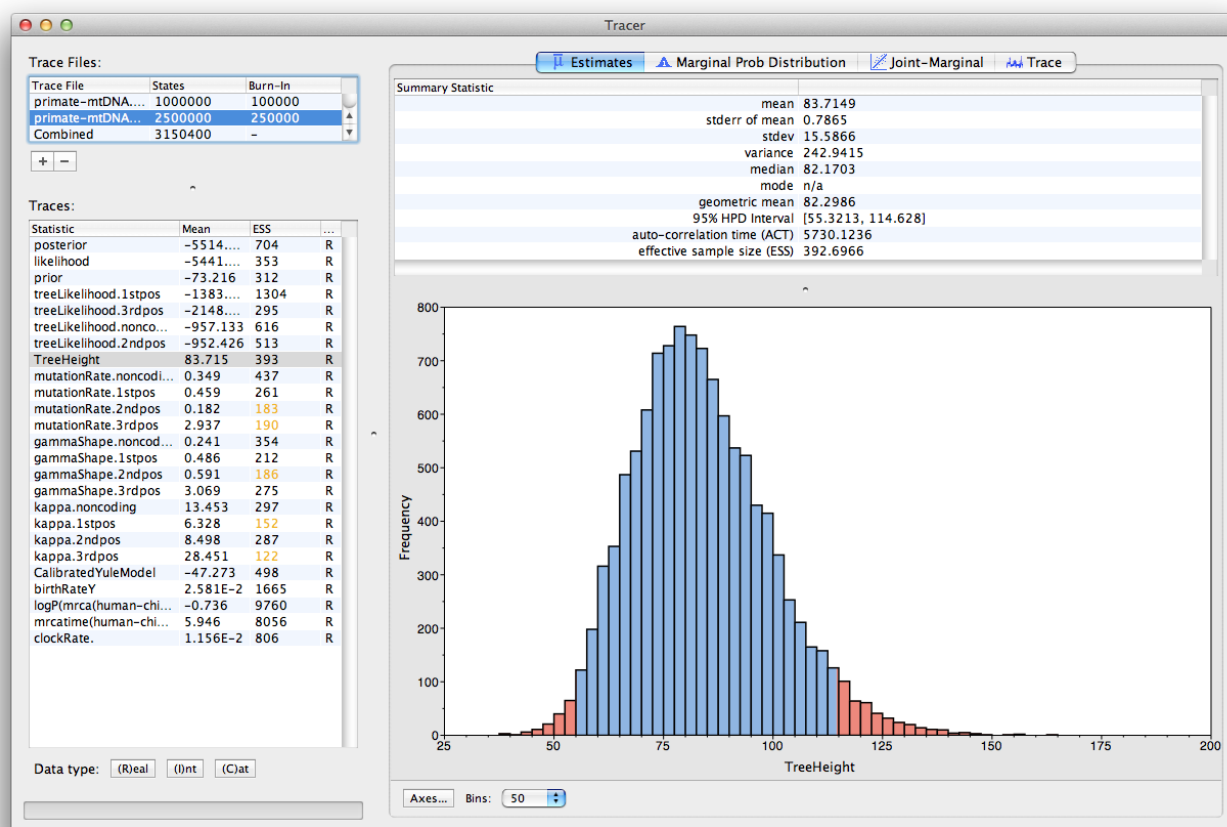 Tracer
Trace Files:
Trace File States Burn-In
primate-mtDNA.... 1000000 100000
primate-mtDNA... 2500000 250000
Combined 3150400 -
+ −
Traces:
Statistic Mean ESS ...
posterior -5514.... 704 R
likelihood -5441.... 353 R
prior -73.216 312 R
treeLikelihood.1stpos -1383.... 1304 R
treeLikelihood.3rdpos -2148.... 295 R
treeLikelihood.nonco... -957.133 616 R
treeLikelihood.2ndpos -952.426 513 R
TreeHeight 83.715 393 R
mutationRate.noncodi... 0.349 437 R
mutationRate.1stpos 0.459 261 R
mutationRate.2ndpos 0.182 183 R
mutationRate.3rdpos 2.937 190 R
gammaShape.noncod... 0.241 354 R
gammaShape.1stpos 0.486 212 R
gammaShape.2ndpos 0.591 186 R
gammaShape.3rdpos 3.069 275 R
kappa.noncoding 13.453 297 R
kappa.1stpos 6.328 152 R
kappa.2ndpos 8.498 287 R
kappa.3rdpos 28.451 122 R
CalibratedYuleModel -47.273 498 R
birthRateY 2.581E-2 1665 R
logP(mrca(human-chi... -0.736 9760 R
mrcatime(human-chi... 5.946 8056 R
clockRate. 1.156E-2 806 R
Data type: (R)eal (I)nt (C)at
μ Estimates Marginal Prob Distribution Joint-Marginal Trace
Summary Statistic
mean 83.7149
stderr of mean 0.7865
stdev 15.5866
variance 242.9415
median 82.1703
mode n/a
geometric mean 82.2986
95% HPD Interval [55.3213, 114.628]
auto-correlation time (ACT) 5730.1236
effective sample size (ESS) 392.6966
800
700
600
500
400
300
200
100
0
Frequency
25 50 75 100 125 150 175 200
TreeHeight
Axes... Bins: 50